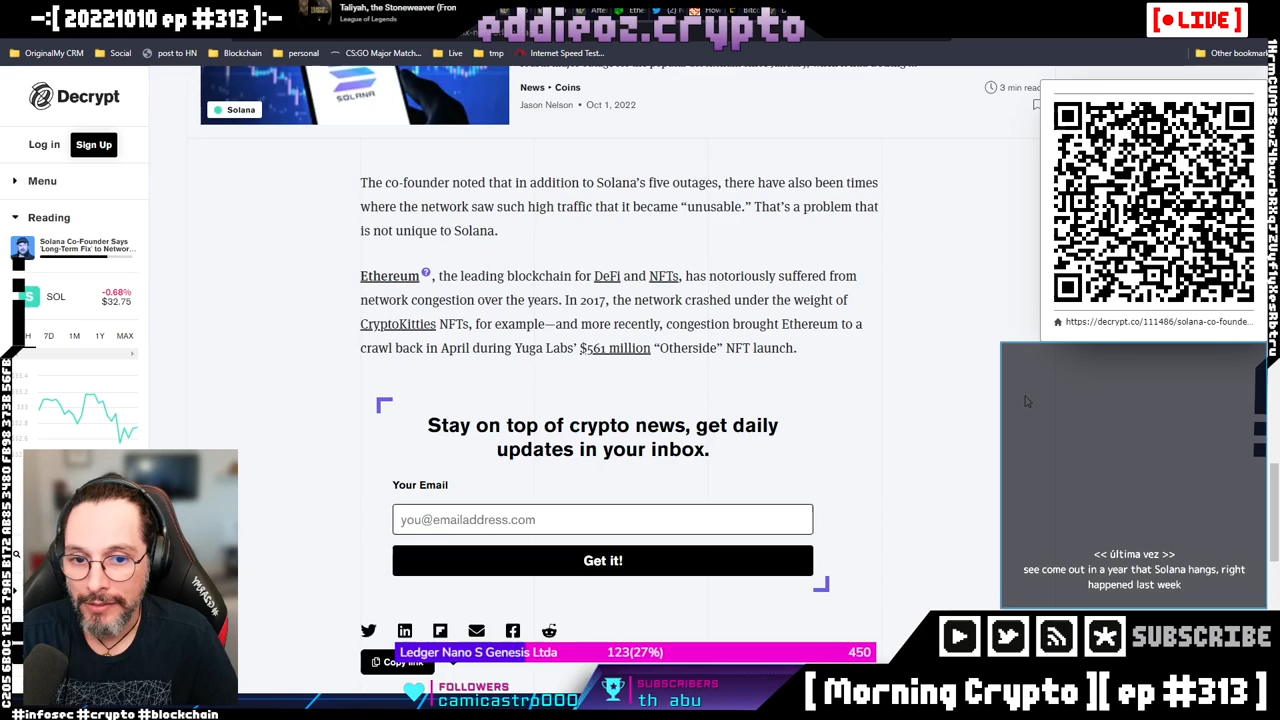 -:[ 20221010 ep #313 ]:-
Taliyah, the Stoneweaver (Fron
League of Legends
eddieoz.crypto
[ • LIVE ]
OriginalMy CRM
Social
post to HN
Blockchain
personal
CS:GO Major Match...
Live
tmp
Internet Speed Test...
Other bookmar
Decrypt
Log in
Sign Up
Menu
Reading
Solana Co-Founder Says
'Long-Term Fix' to Networ...
SOL
-0.68%
$32.75
7D
1M
1Y
MAX
SOLANA
Solana
News • Coins
Jason Nelson • Oct 1, 2022
3 min read
The co-founder noted that in addition to Solana’s five outages, there have also been times
where the network saw such high traffic that it became “unusable.” That’s a problem that
is not unique to Solana.
Ethereum ?, the leading blockchain for DeFi and NFTs, has notoriously suffered from
network congestion over the years. In 2017, the network crashed under the weight of
CryptoKitties NFTs, for example—and more recently, congestion brought Ethereum to a
crawl back in April during Yuga Labs’ $561 million “Otherside” NFT launch.
Stay on top of crypto news, get daily
updates in your inbox.
Your Email
you@emailaddress.com
Get it!
Copy link
https://decrypt.co/111486/solana-co-founde...
<< última vez >>
see come out in a year that Solana hangs, right
happened last week
Ledger Nano S Genesis Ltda
123(27%)
450
FOLLOWERS
camicastro000
SUBSCRIBERS
th_abu
SUBSCRIBE
[ Morning Crypto ][ ep #313 ]
#infosec #crypto #blockchain